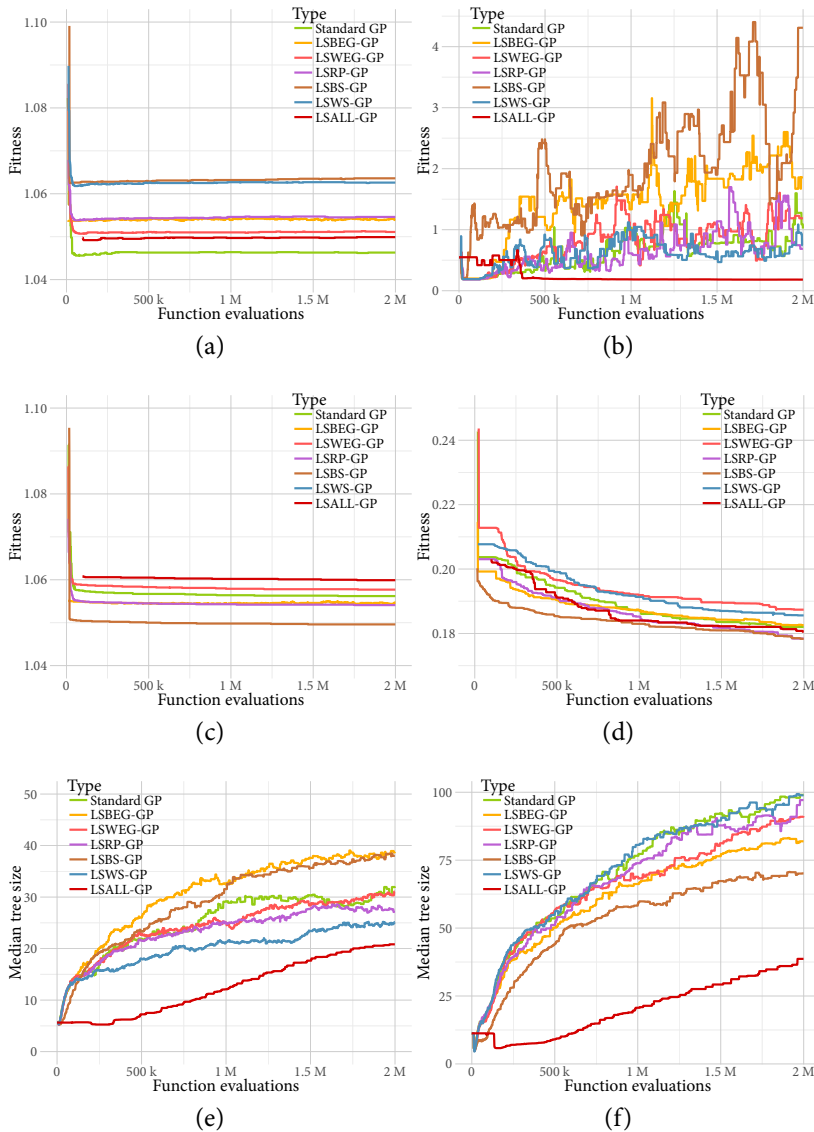 Type
Standard GP
LSBEG-GP
LSWEG-GP
LSRP-GP
LSBS-GP
LSWS-GP
LSALL-GP
1.10
1.08
1.06
1.04
Fitness
0
500 k
1 M
1.5 M
2 M
Function evaluations
(a)
Type
Standard GP
LSBEG-GP
LSWEG-GP
LSRP-GP
LSBS-GP
LSWS-GP
LSALL-GP
4
3
2
1
0
Fitness
0
500k
1 M
1.5 M
2 M
Function evaluations
(b)
Type
Standard GP
LSBEG-GP
LSWEG-GP
LSRP-GP
LSBS-GP
LSWS-GP
LSALL-GP
1.10
1.08
1.06
1.04
Fitness
0
500 k
1 M
1.5 M
2 M
Function evaluations
(c)
Type
Standard GP
LSBEG-GP
LSWEG-GP
LSRP-GP
LSBS-GP
LSWS-GP
LSALL-GP
0.24
0.22
0.20
0.18
Fitness
0
500 k
1 M
1.5 M
2 M
Function evaluations
(d)
Type
Standard GP
LSBEG-GP
LSWEG-GP
LSRP-GP
LSBS-GP
LSWS-GP
LSALL-GP
50
40
30
20
10
0
Median tree size
0
500 k
1 M
1.5 M
2 M
Function evaluations
(e)
Type
Standard GP
LSBEG-GP
LSWEG-GP
LSRP-GP
LSBS-GP
LSWS-GP
LSALL-GP
100
75
50
25
0
Median tree size
0
500 k
1 M
1.5 M
2 M
Function evaluations
(f)